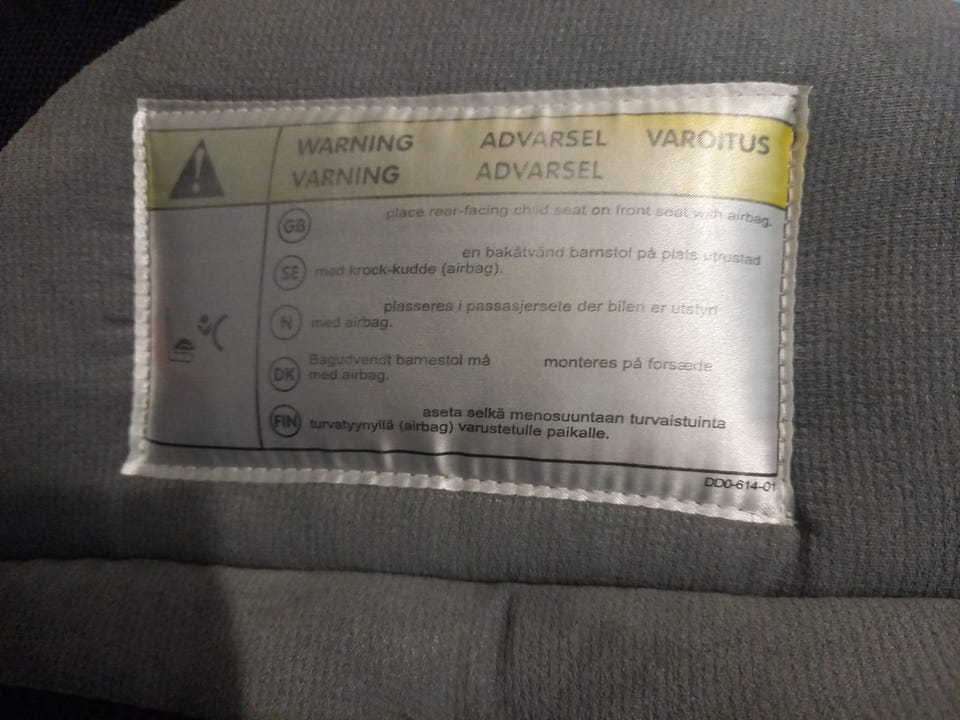 WARNING ADVARSEL VAROITUS
VARNING ADVARSEL
GB place rear-facing child seat on front seat with airbag.
SE en bakåtvänd barnstol på plats utrustad
med krock-kudde (airbag).
N plasseres i passasjersete der bilen er utstyrt
med airbag.
DK Bagudvendt barnestol må monteres på forsæde
med airbag.
FIN aseta selkä menosuuntaan turvaistuinta
turvatyynyllä (airbag) varustetulle paikalle.
DD0-614-01